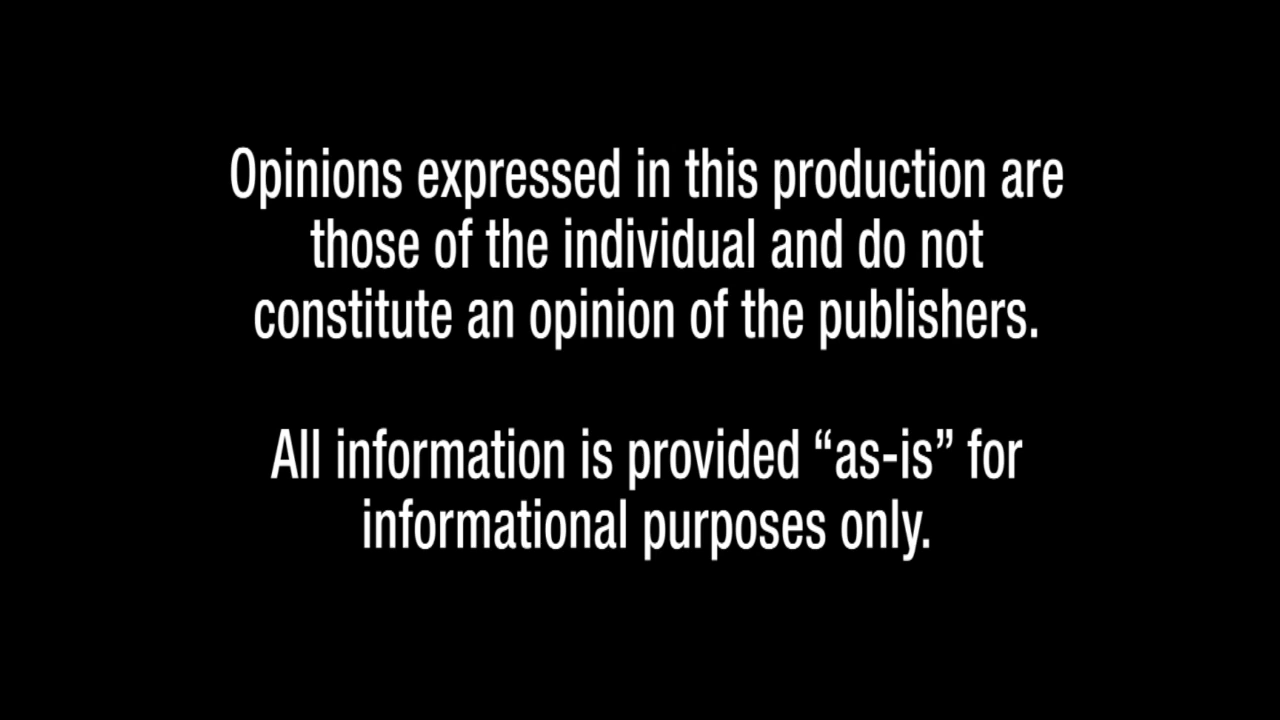 Opinions expressed in this production are
those of the individual and do not
constitute an opinion of the publishers.
All information is provided “as-is” for
informational purposes only.